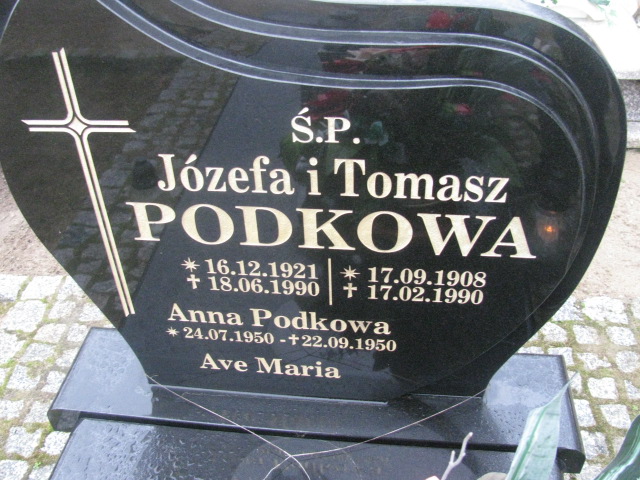 Ś.P.
Józefa i Tomasz
PODKOWA
* 16.12.1921 | * 17.09.1908
✝ 18.06.1990 | ✝ 17.02.1990
Anna Podkowa
* 24.07.1950 - ✝ 22.09.1950
Ave Maria